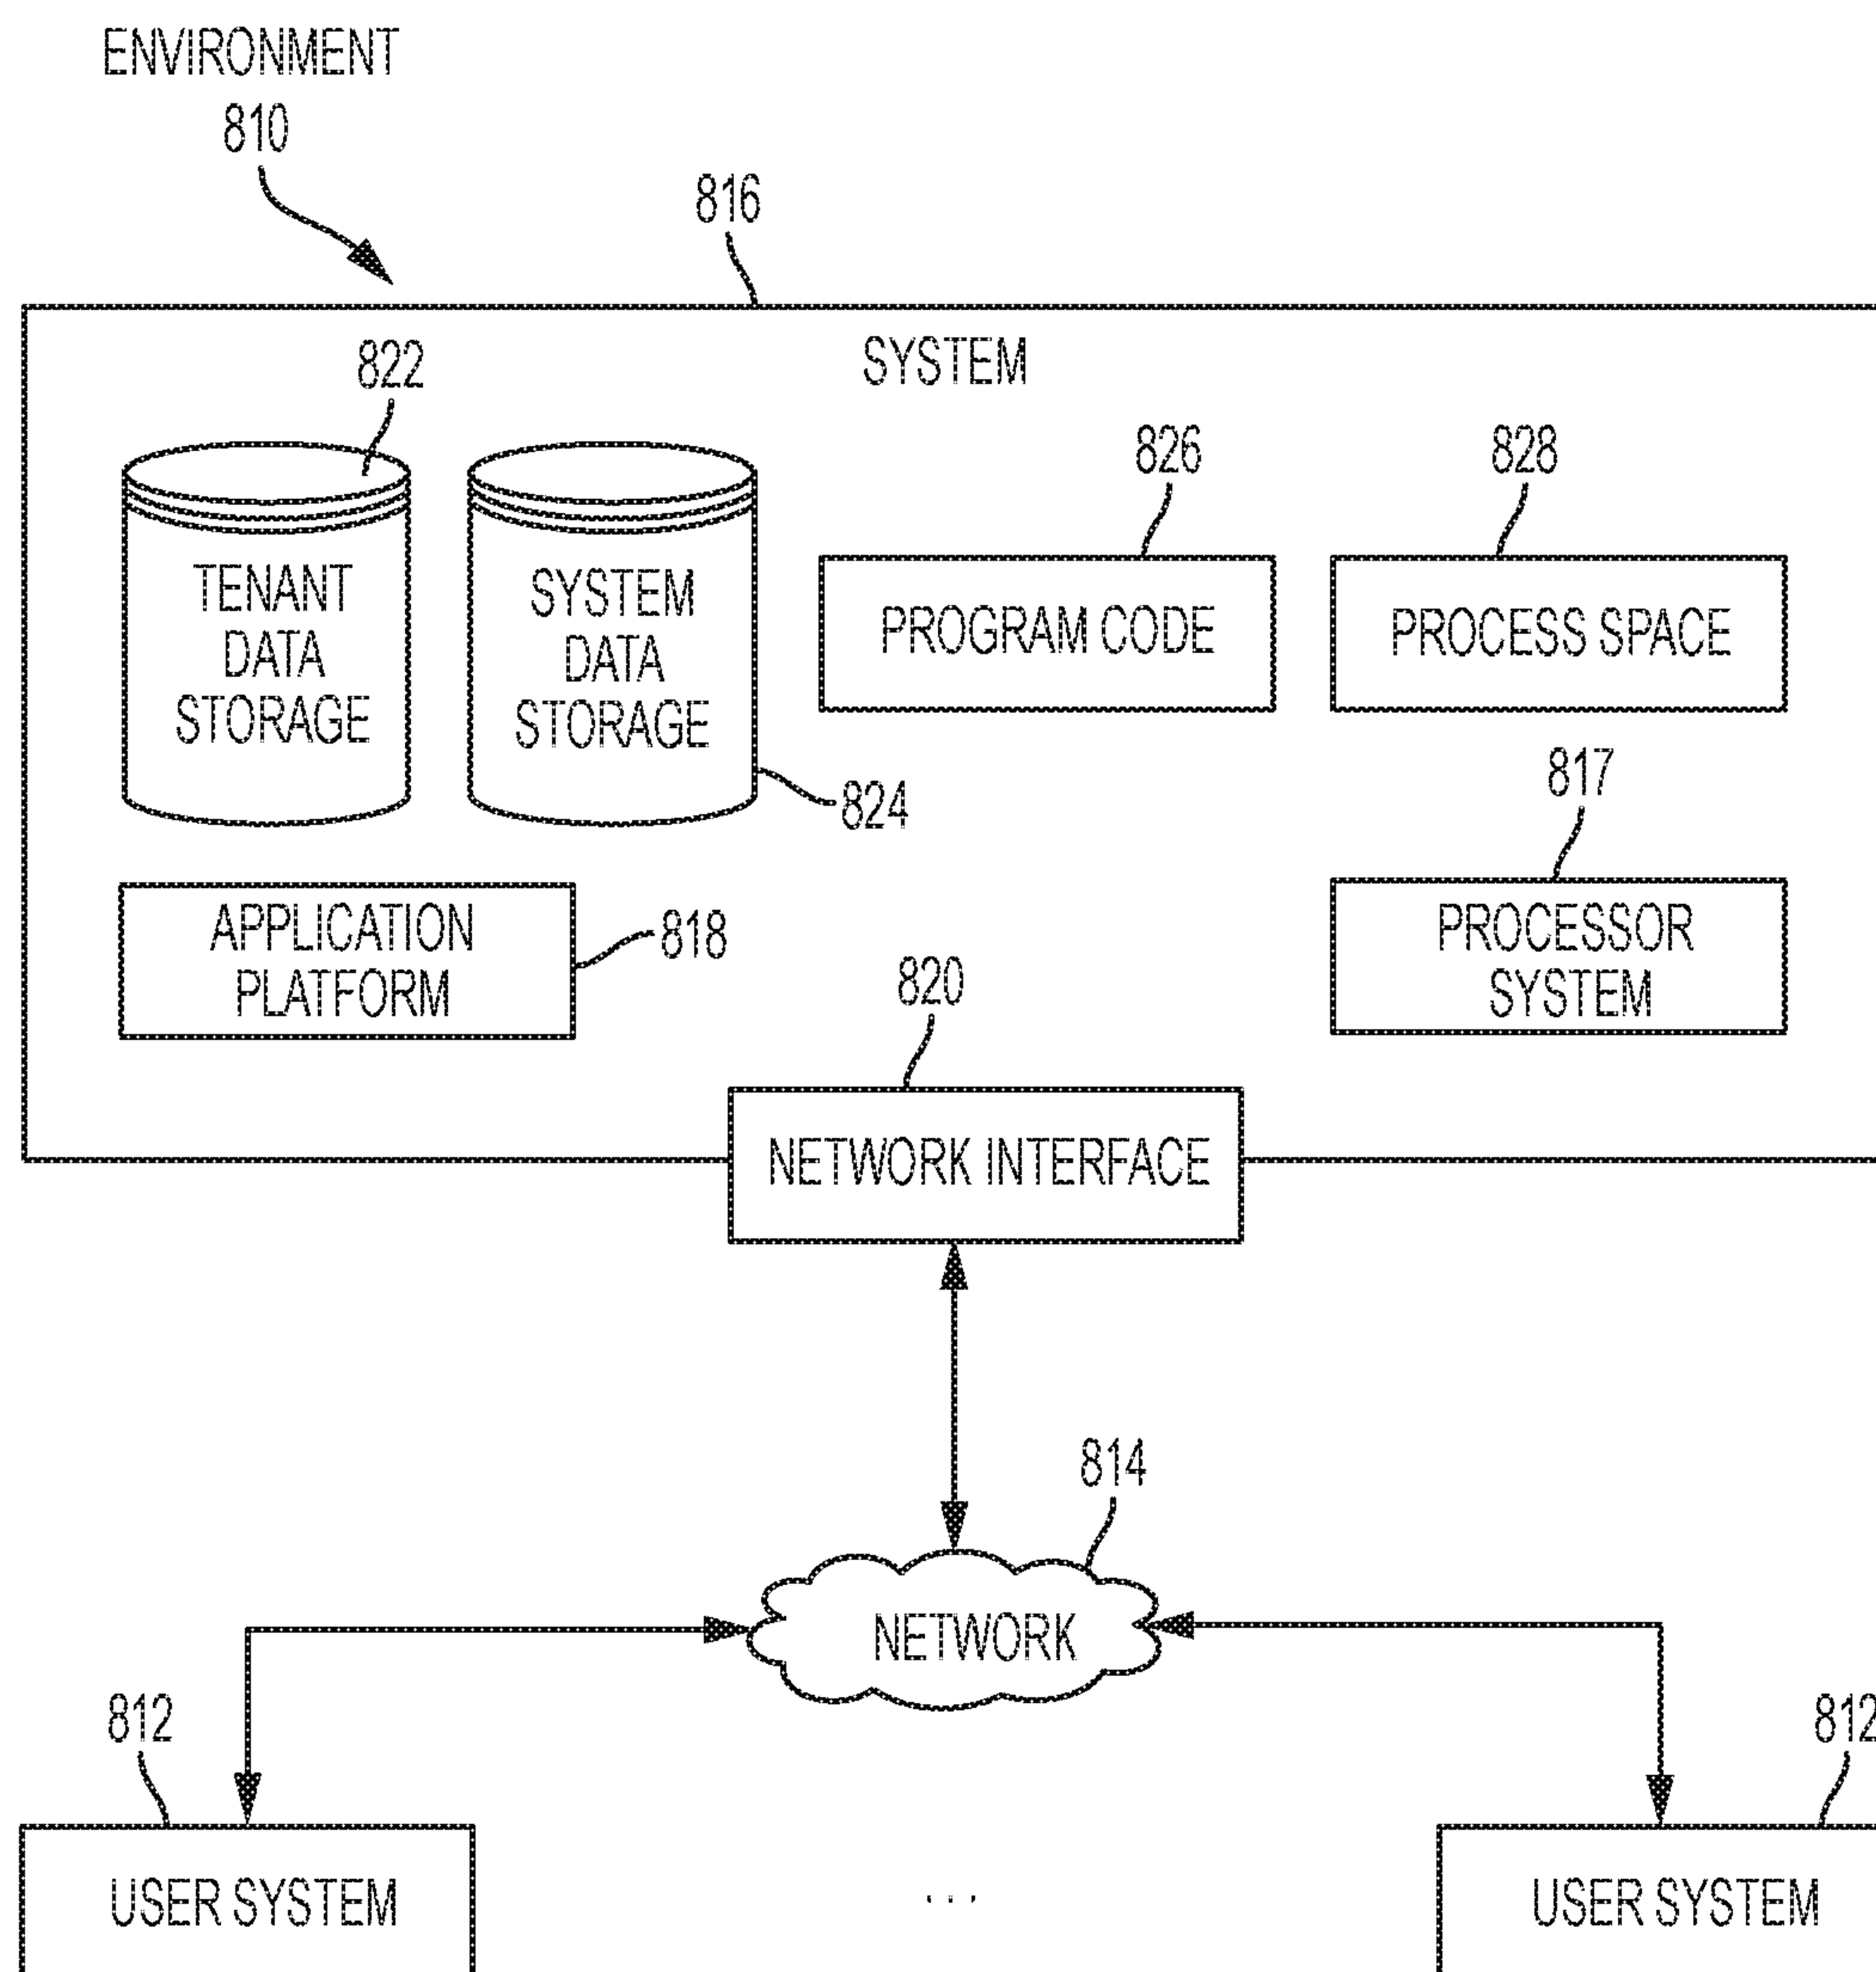 ENVIRONMENT
810
816
SYSTEM
822
826
828
TENANT
DATA
STORAGE
SYSTEM
DATA
STORAGE
PROGRAM CODE
PROCESS SPACE
824
817
APPLICATION
PLATFORM
818
PROCESSOR
SYSTEM
820
NETWORK INTERFACE
814
NETWORK
812
812
USER SYSTEM
...
USER SYSTEM